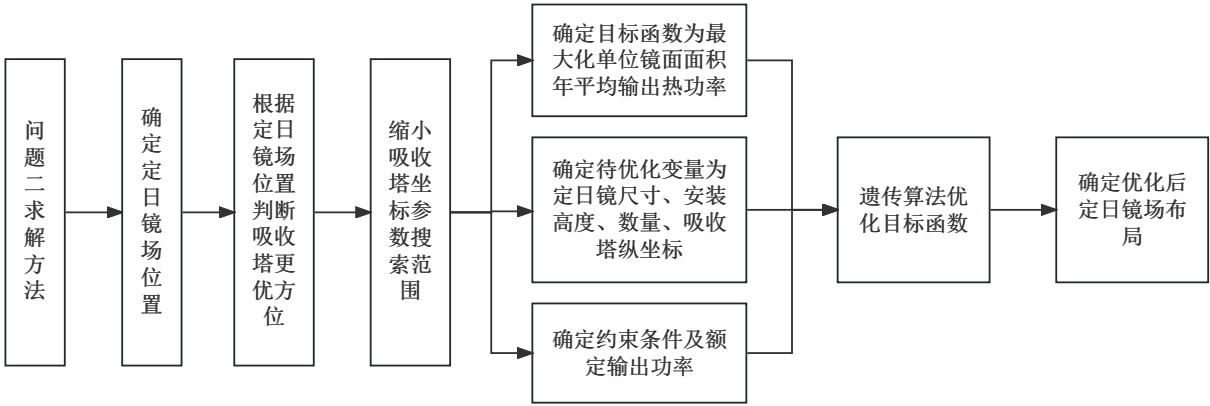 问
题
二
求
解
方
法
确
定
定
日
镜
场
位
置
根据
定日
镜场
位置
判断
吸收
塔更
优方
位
缩小
吸收
塔坐
标参
数搜
索范
围
确定目标函数为最
大化单位镜面面积
年平均输出热功率
确定待优化变量为
定日镜尺寸、安装
高度、数量、吸收
塔纵坐标
确定约束条件及额
定输出功率
遗传算法优
化目标函数
确定优化后
定日镜场布
局